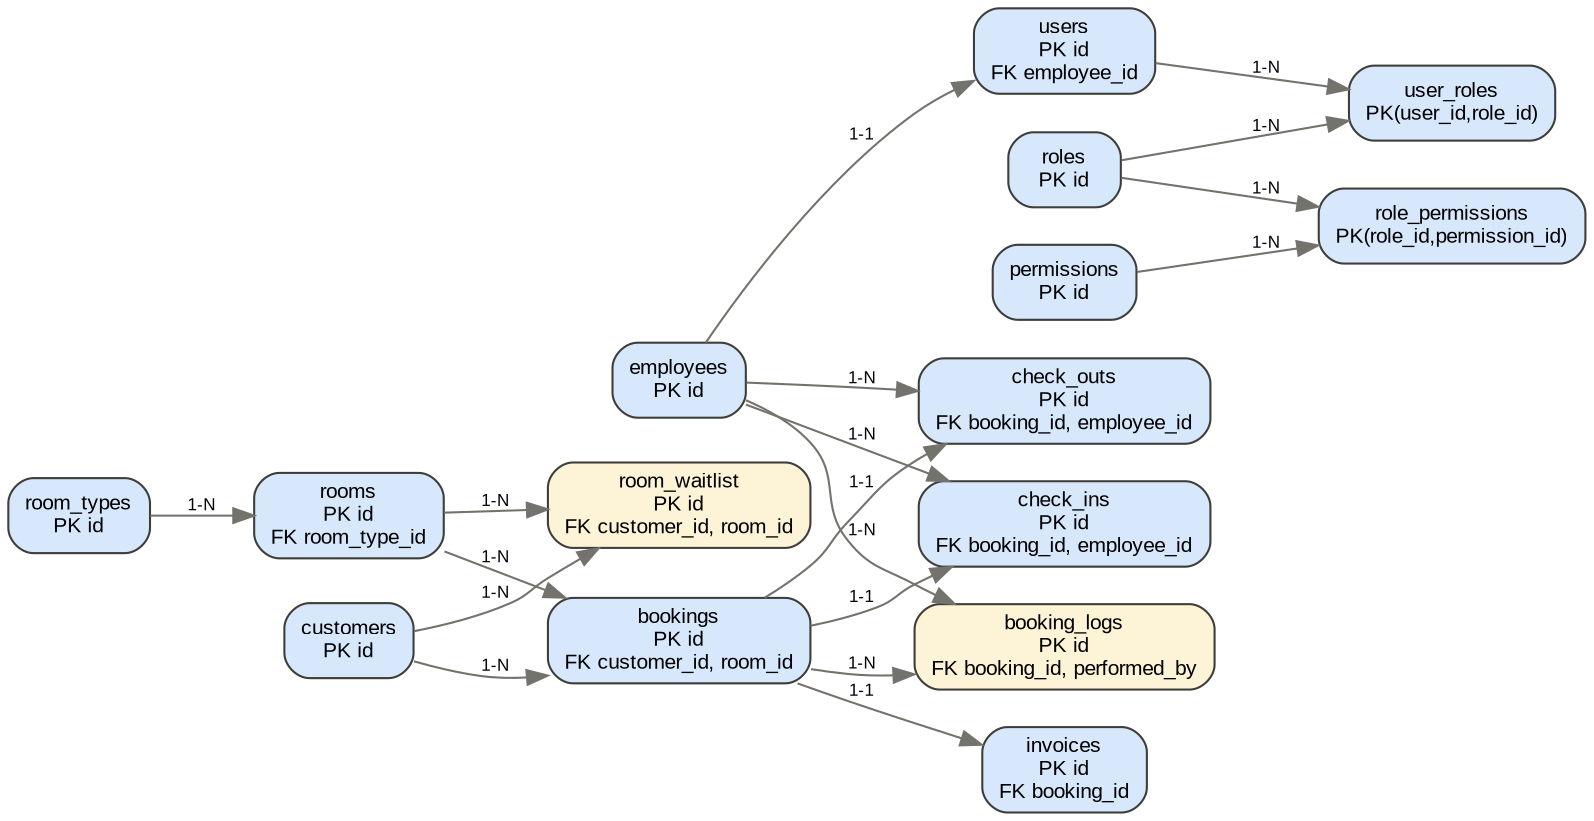 users
PK id
FK employee_id
1-N
user_roles
PK(user_id,role_id)
1-1
roles
PK id
1-N
1-N
role_permissions
PK(role_id,permission_id)
permissions
PK id
1-N
employees
PK id
1-N
check_outs
PK id
FK booking_id, employee_id
1-N
room_types
PK id
1-N
rooms
PK id
FK room_type_id
1-N
room_waitlist
PK id
FK customer_id, room_id
1-1
check_ins
PK id
FK booking_id, employee_id
1-N
1-N
1-N
customers
PK id
1-N
bookings
PK id
FK customer_id, room_id
1-1
booking_logs
PK id
FK booking_id, performed_by
1-N
1-1
invoices
PK id
FK booking_id